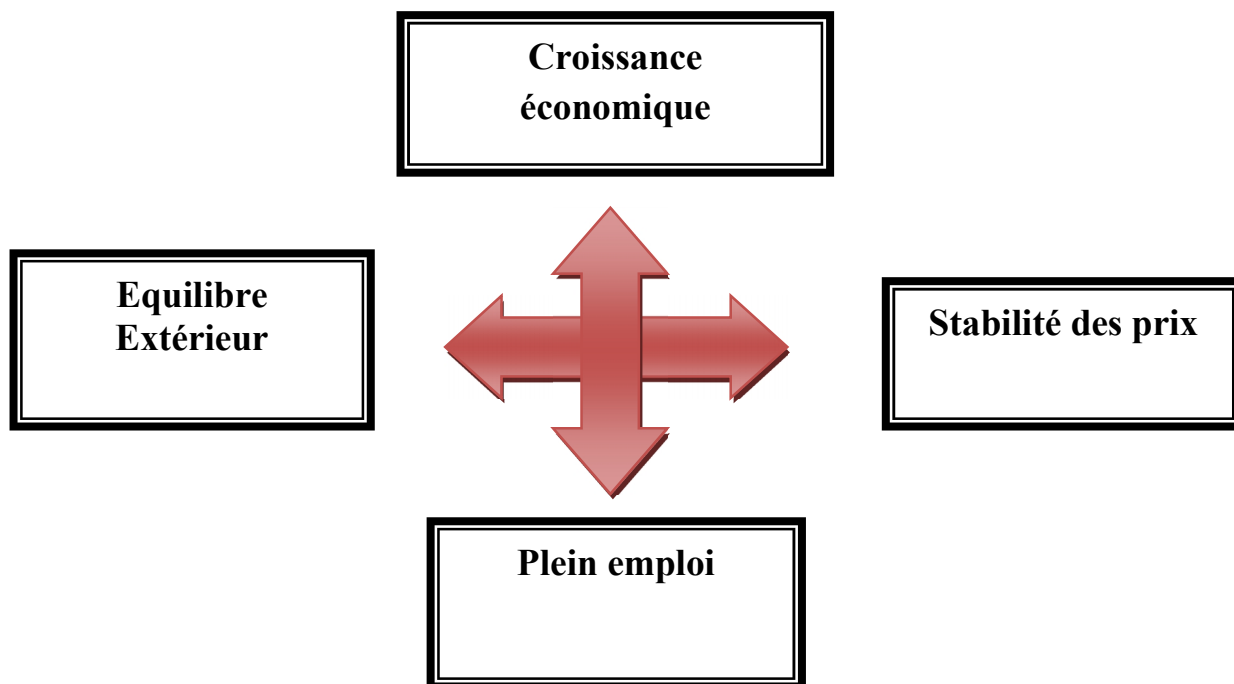 Croissance
économique
Equilibre
Extérieur
Stabilité des prix
Plein emploi